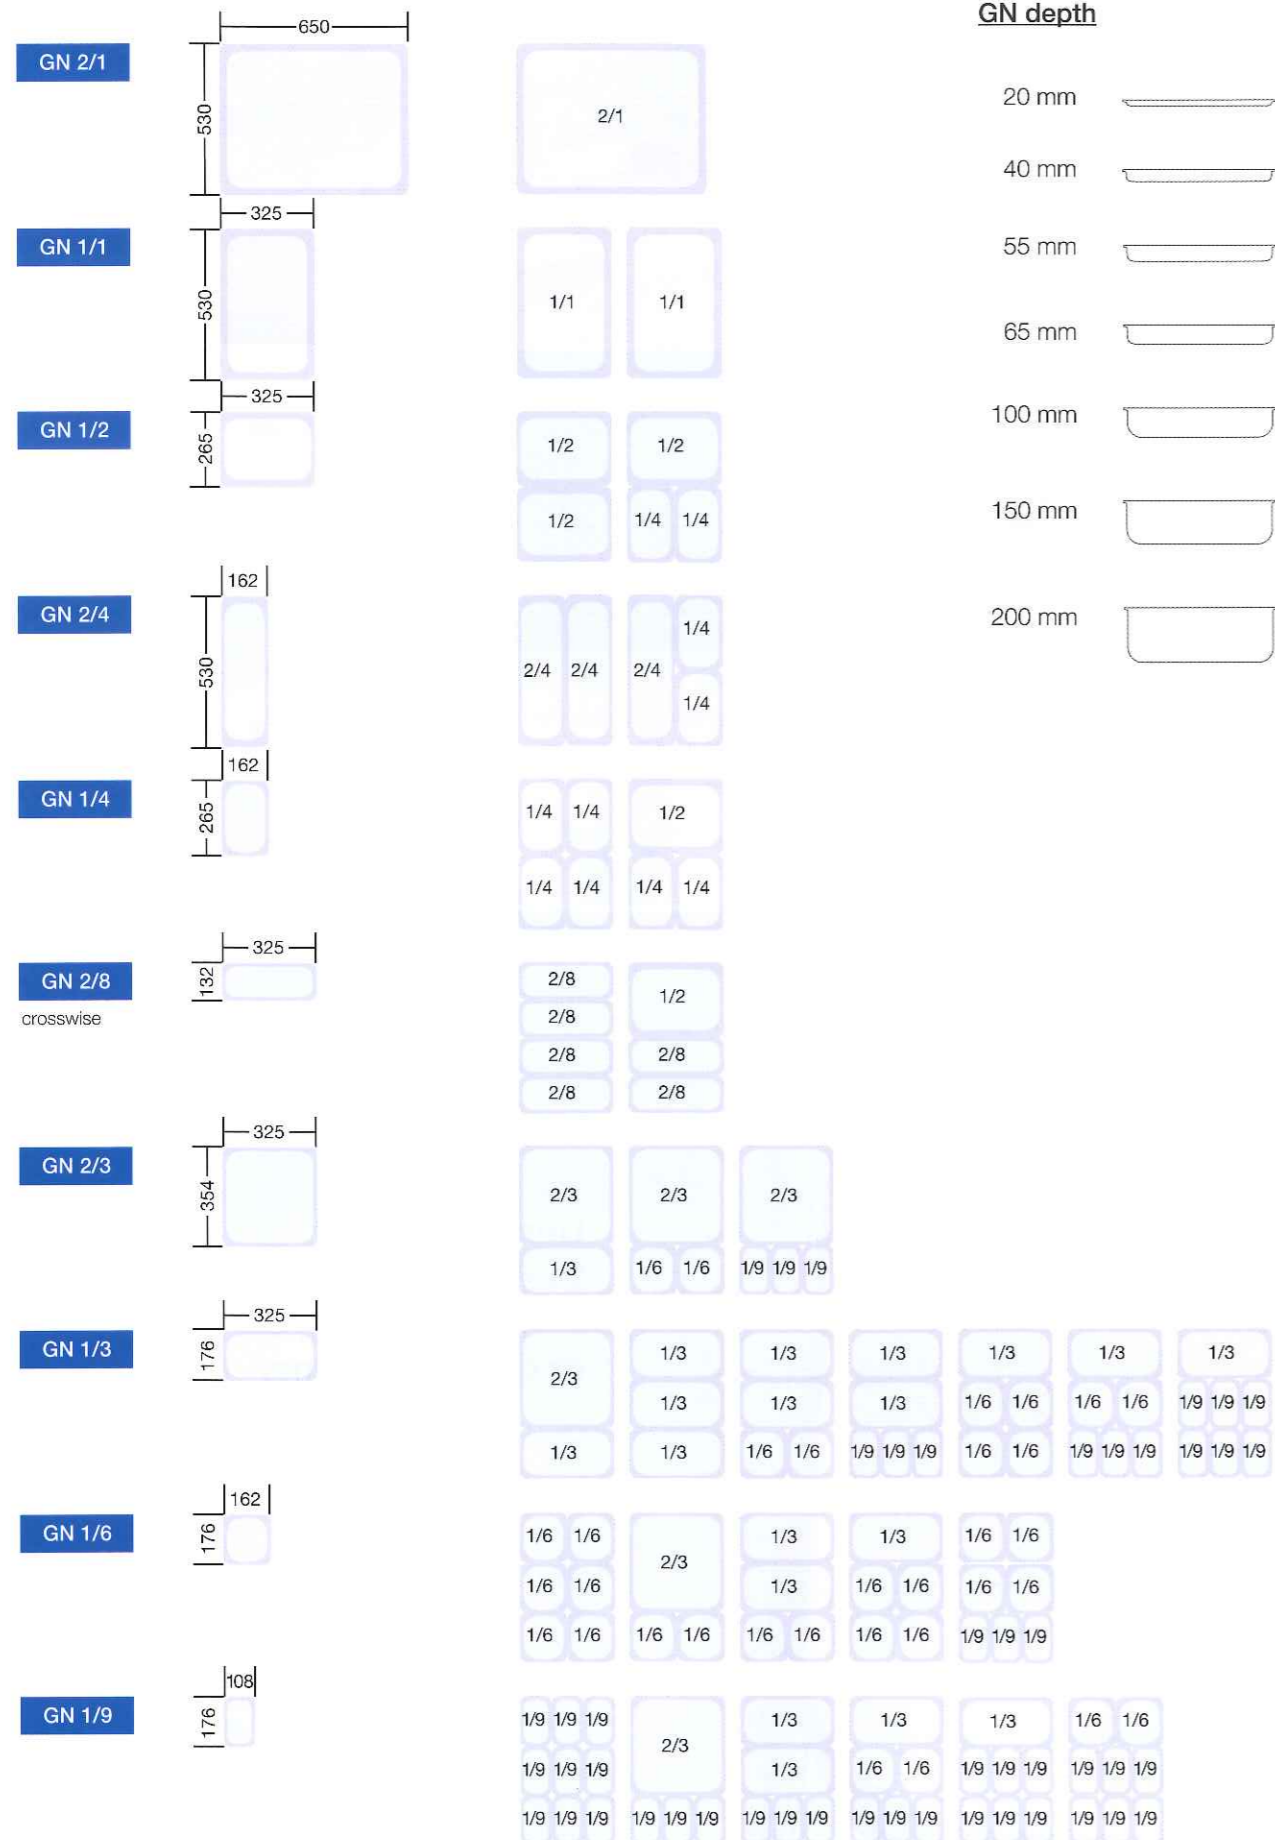 GN depth
20 mm
40 mm
55 mm
65 mm
100 mm
150 mm
200 mm
GN 2/1
650
530
2/1
GN 1/1
325
530
1/1 1/1
GN 1/2
325
265
1/2 1/2
1/2 1/4 1/4
GN 2/4
162
530
1/4
2/4 2/4 2/4
1/4
GN 1/4
162
265
1/4 1/4 1/2
1/4 1/4 1/4 1/4
GN 2/8
crosswise
325
132
2/8
1/2
2/8
2/8 2/8
2/8 2/8
GN 2/3
325
354
2/3 2/3 2/3
1/3 1/6 1/6 1/9 1/9 1/9
GN 1/3
325
176
1/3 1/3 1/3 1/3 1/3 1/3
2/3
1/3 1/3 1/3 1/6 1/6 1/6 1/6 1/9 1/9 1/9
1/3 1/3 1/6 1/6 1/9 1/9 1/9 1/6 1/6 1/9 1/9 1/9 1/9 1/9 1/9
GN 1/6
162
176
1/6 1/6 1/3 1/3 1/6 1/6
2/3
1/6 1/6 1/3 1/6 1/6 1/6 1/6
1/6 1/6 1/6 1/6 1/6 1/6 1/6 1/6 1/9 1/9 1/9
GN 1/9
108
176
1/9 1/9 1/9 1/3 1/3 1/3 1/6 1/6
2/3
1/9 1/9 1/9 1/3 1/6 1/6 1/9 1/9 1/9 1/9 1/9 1/9
1/9 1/9 1/9 1/9 1/9 1/9 1/9 1/9 1/9 1/9 1/9 1/9 1/9 1/9 1/9 1/9 1/9 1/9